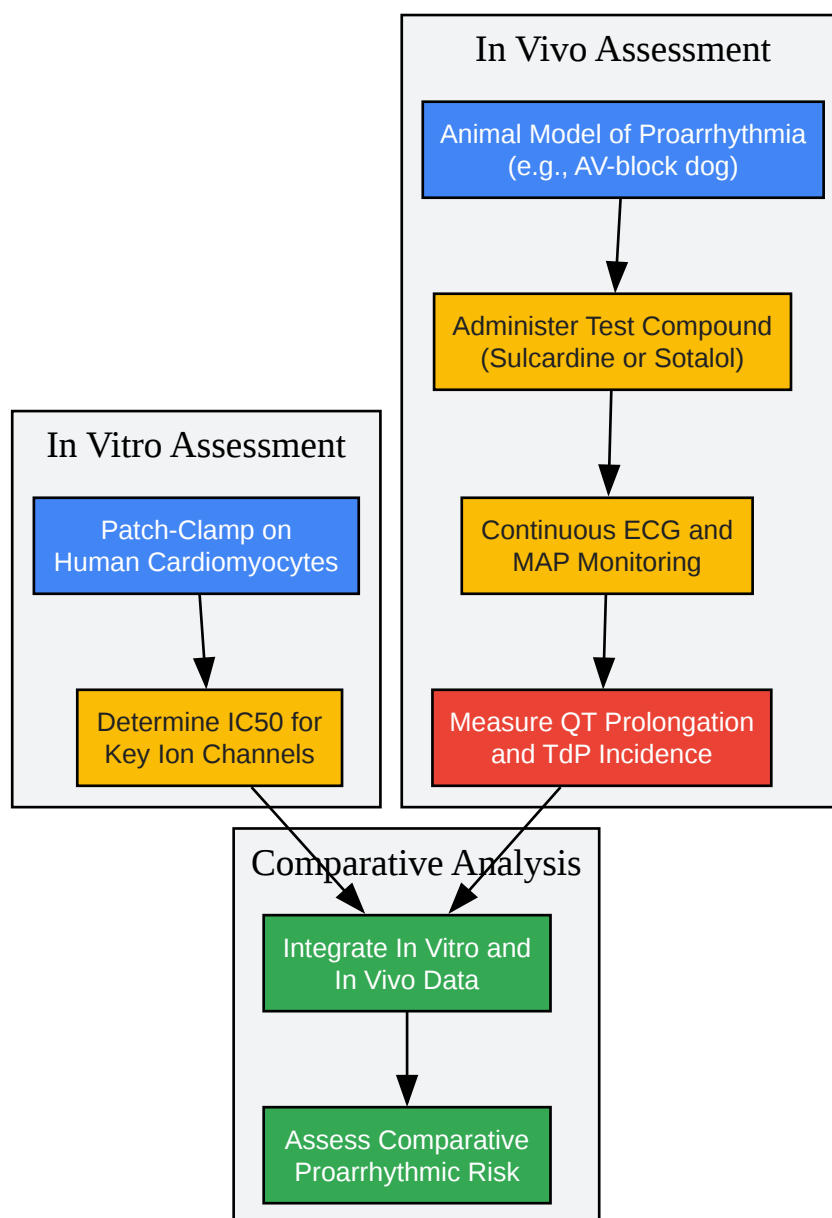 In Vivo Assessment
Animal Model of Proarrhythmia
(e.g., AV-block dog)
Administer Test Compound
(Sulcardine or Sotalol)
Continuous ECG and
MAP Monitoring
Measure QT Prolongation
and TdP Incidence
In Vitro Assessment
Patch-Clamp on
Human Cardiomyocytes
Determine IC50 for
Key Ion Channels
Comparative Analysis
Integrate In Vitro and
In Vivo Data
Assess Comparative
Proarrhythmic Risk